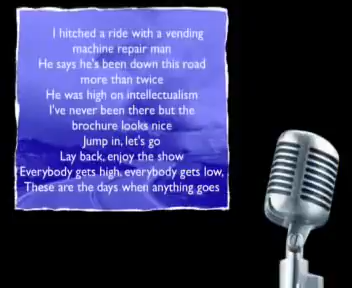 I hitched a ride with a vending
machine repair man
He says he's been down this road
more than twice
He was high on intellectualism
I've never been there but the
brochure looks nice
Jump in, let's go
Lay back, enjoy the show
Everybody gets high, everybody gets low,
These are the days when anything goes